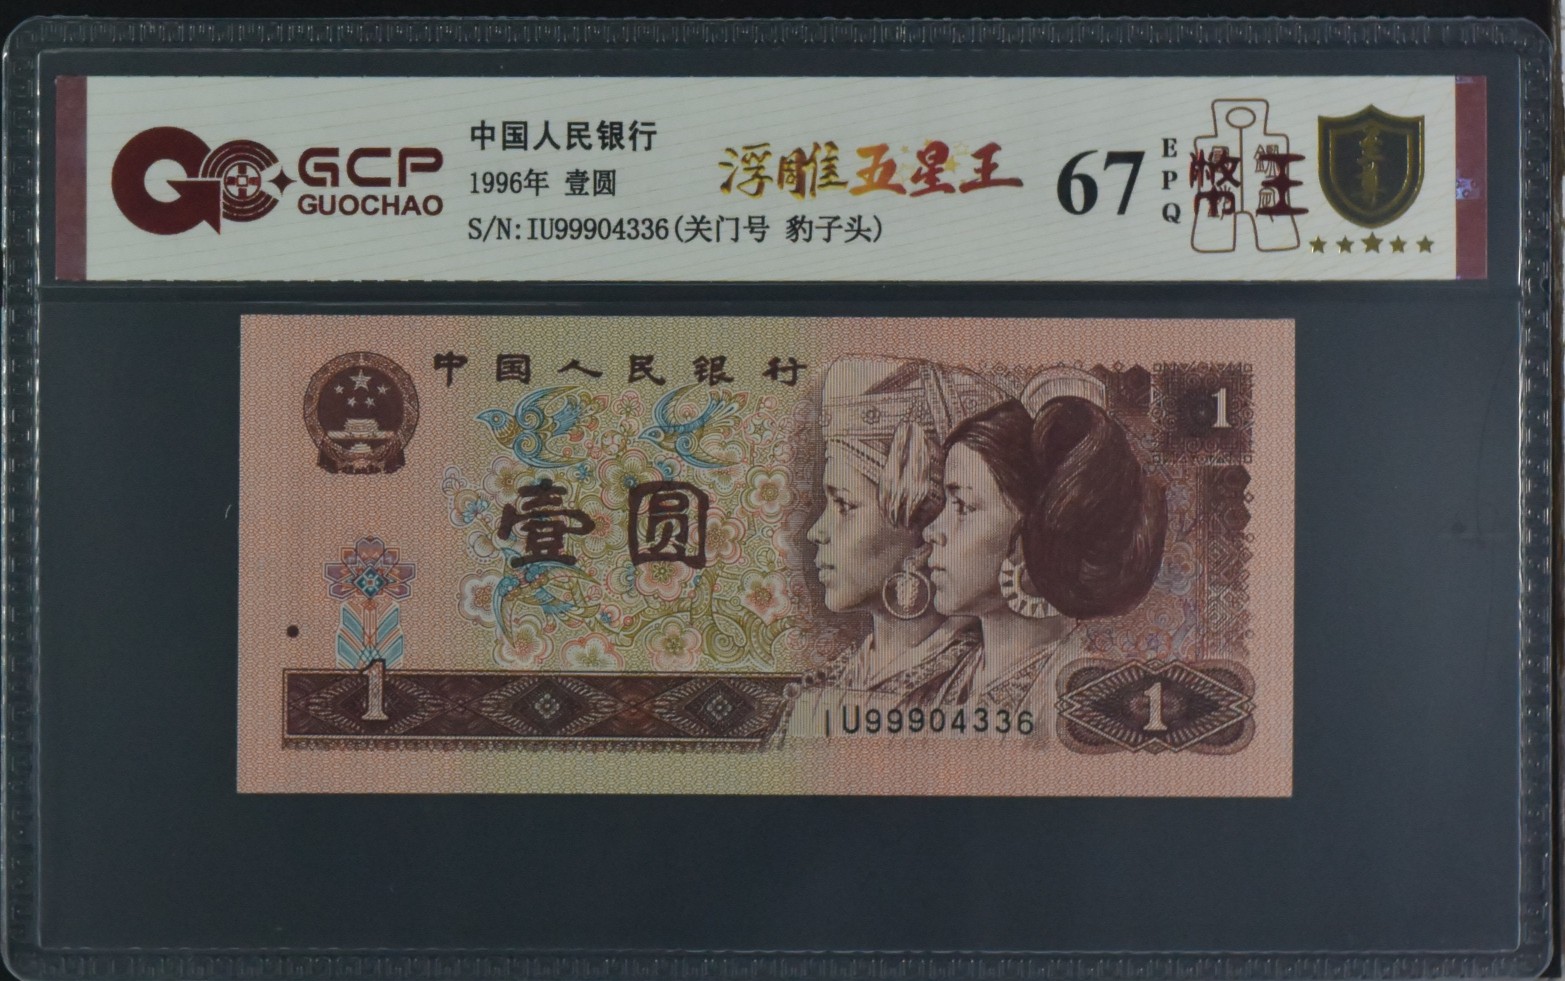 GCP
GUOCHAO
中国人民银行
1996年 壹圆
S/N:IU99904336(关门号 豹子头)
浮雕五星王
67
EPQ
中国人民银行
壹圆
1
1
IU99904336
1